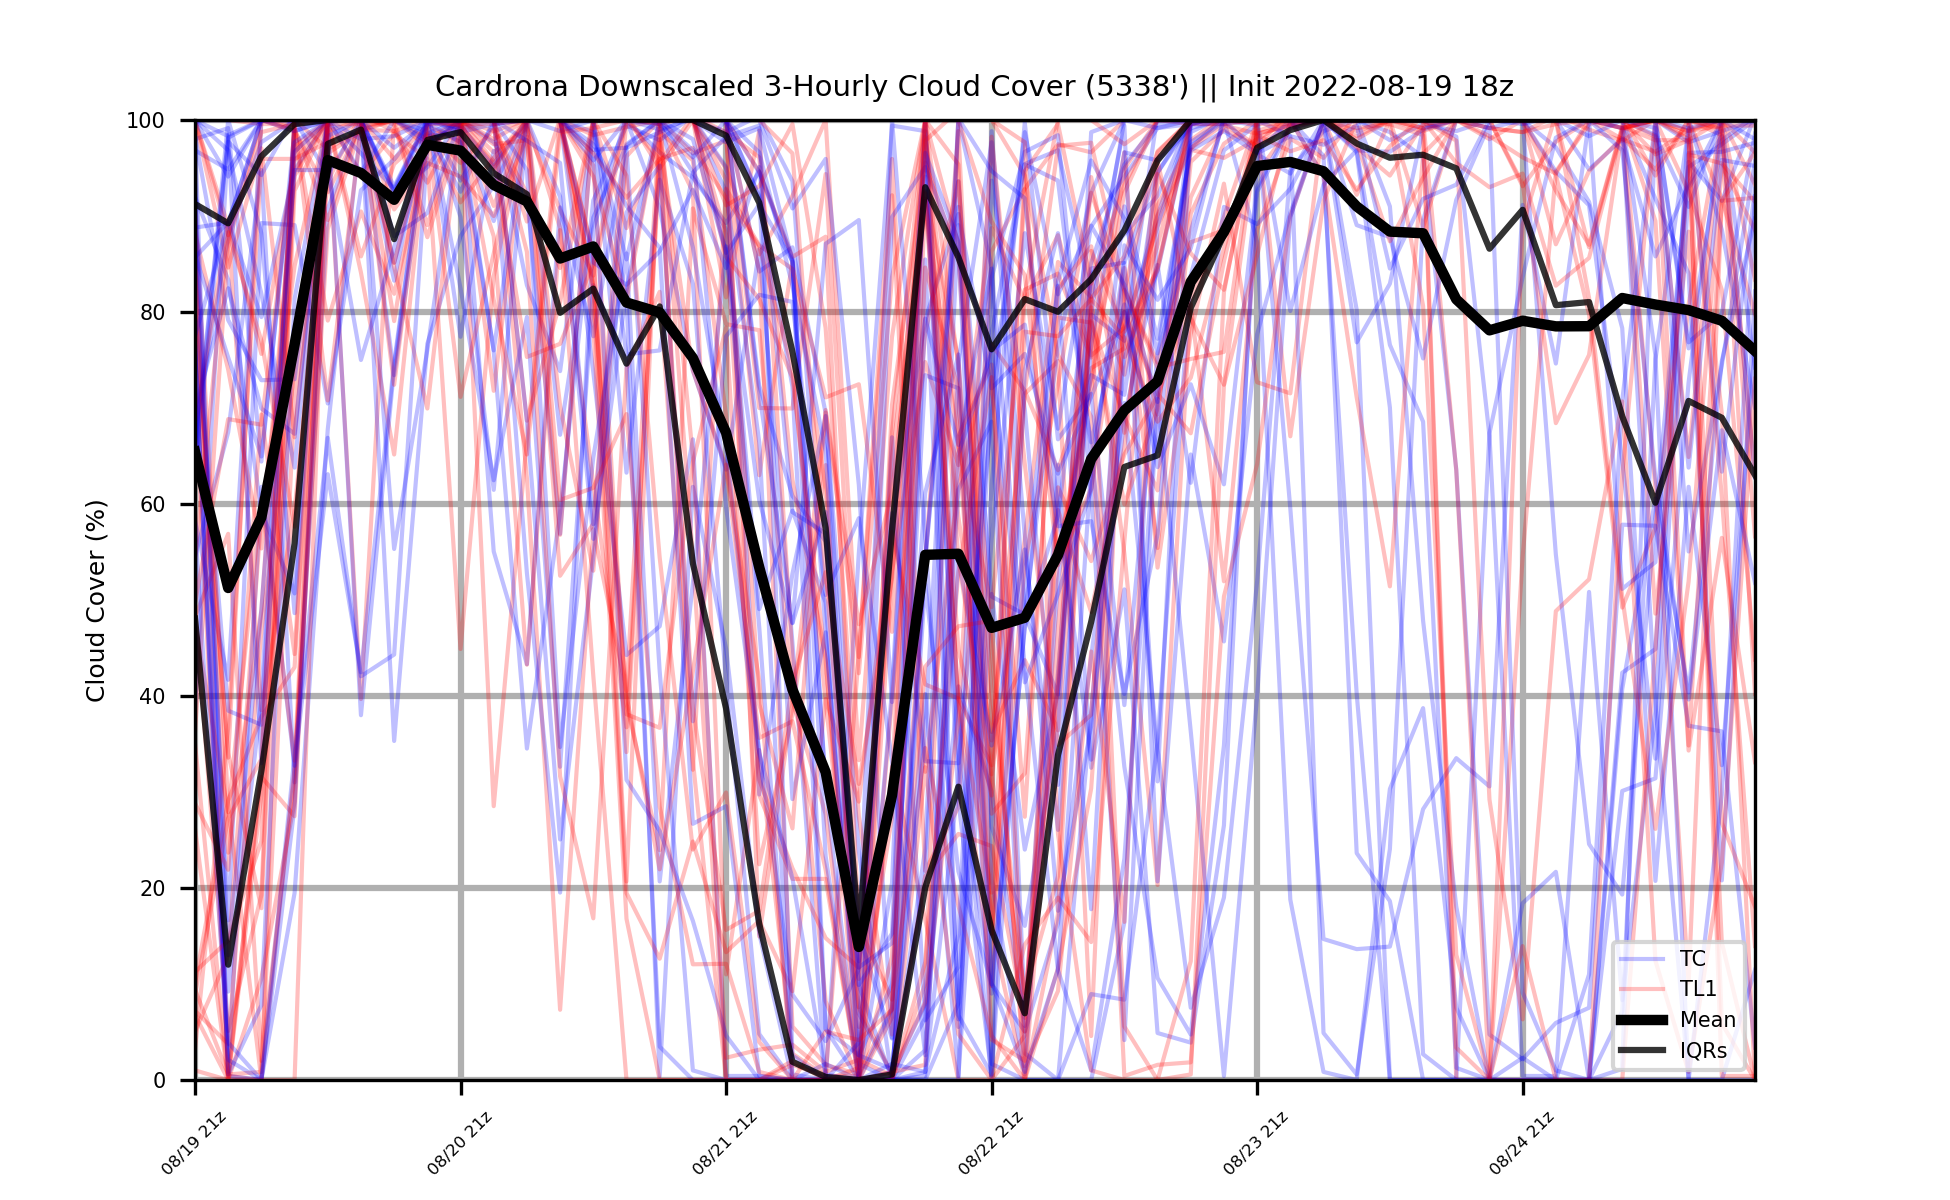 Cardrona Downscaled 3-Hourly Cloud Cover (5338') || Init 2022-08-19 18z
Cloud Cover (%)
100
80
60
40
20
0
TC
TL1
Mean
IQRs
08/19 21z
08/20 21z
08/21 21z
08/22 21z
08/23 21z
08/24 21z